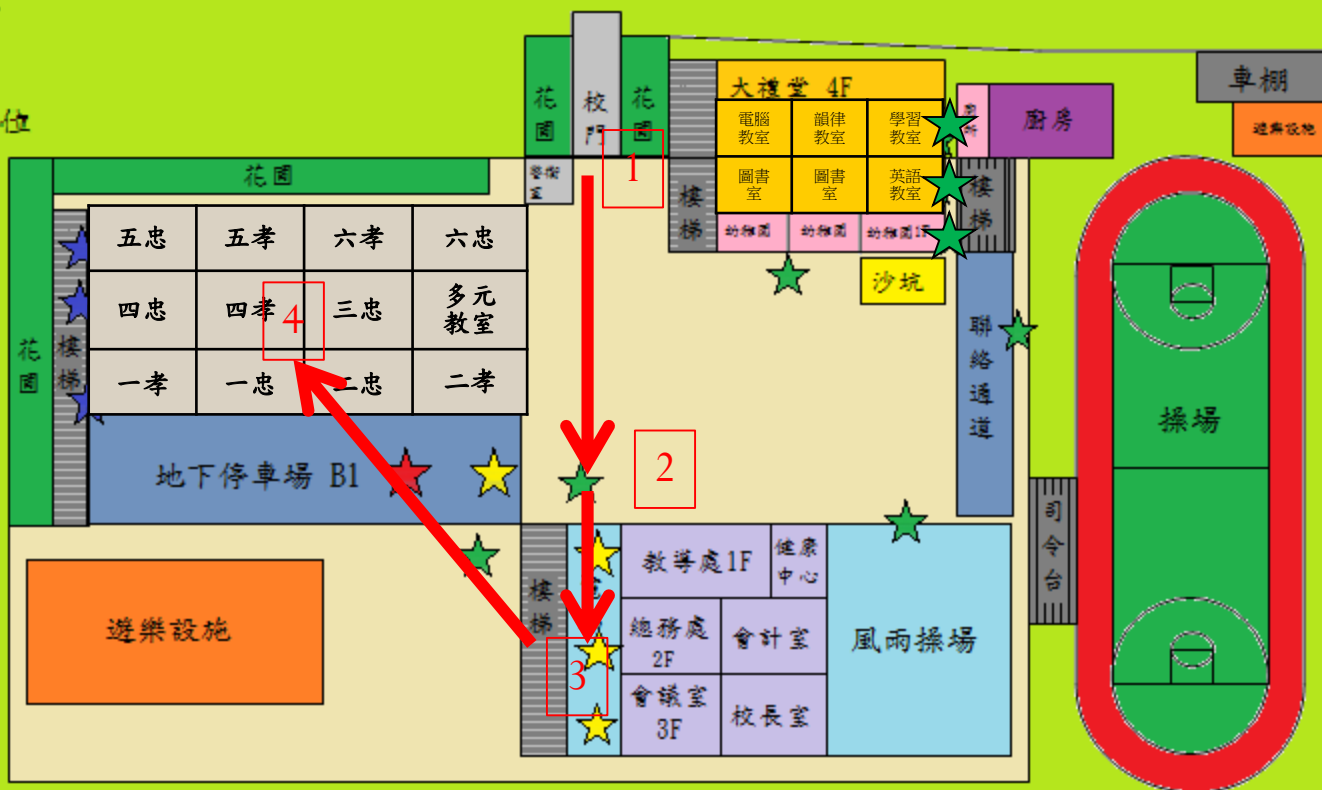 位
花
園
校
門
花
園
1
警衛
室
大禮堂 4F
電腦
教室
韻律
教室
學習
教室
圖書
室
圖書
室
英語
教室
幼稚園
幼稚園
幼稚園1F
樓
梯
廁
所
廚房
樓
梯
車棚
遊樂設施
花園
花
園
樓
梯
五忠
五孝
六孝
六忠
四忠
四孝
三忠
多元
教室
一孝
一忠
二忠
二孝
4
地下停車場 B1
沙坑
聯
絡
通
道
操場
司
令
台
2
遊樂設施
樓
梯
3
教導處1F
健康
中心
總務處
2F
會計室
會議室
3F
校長室
風雨操場